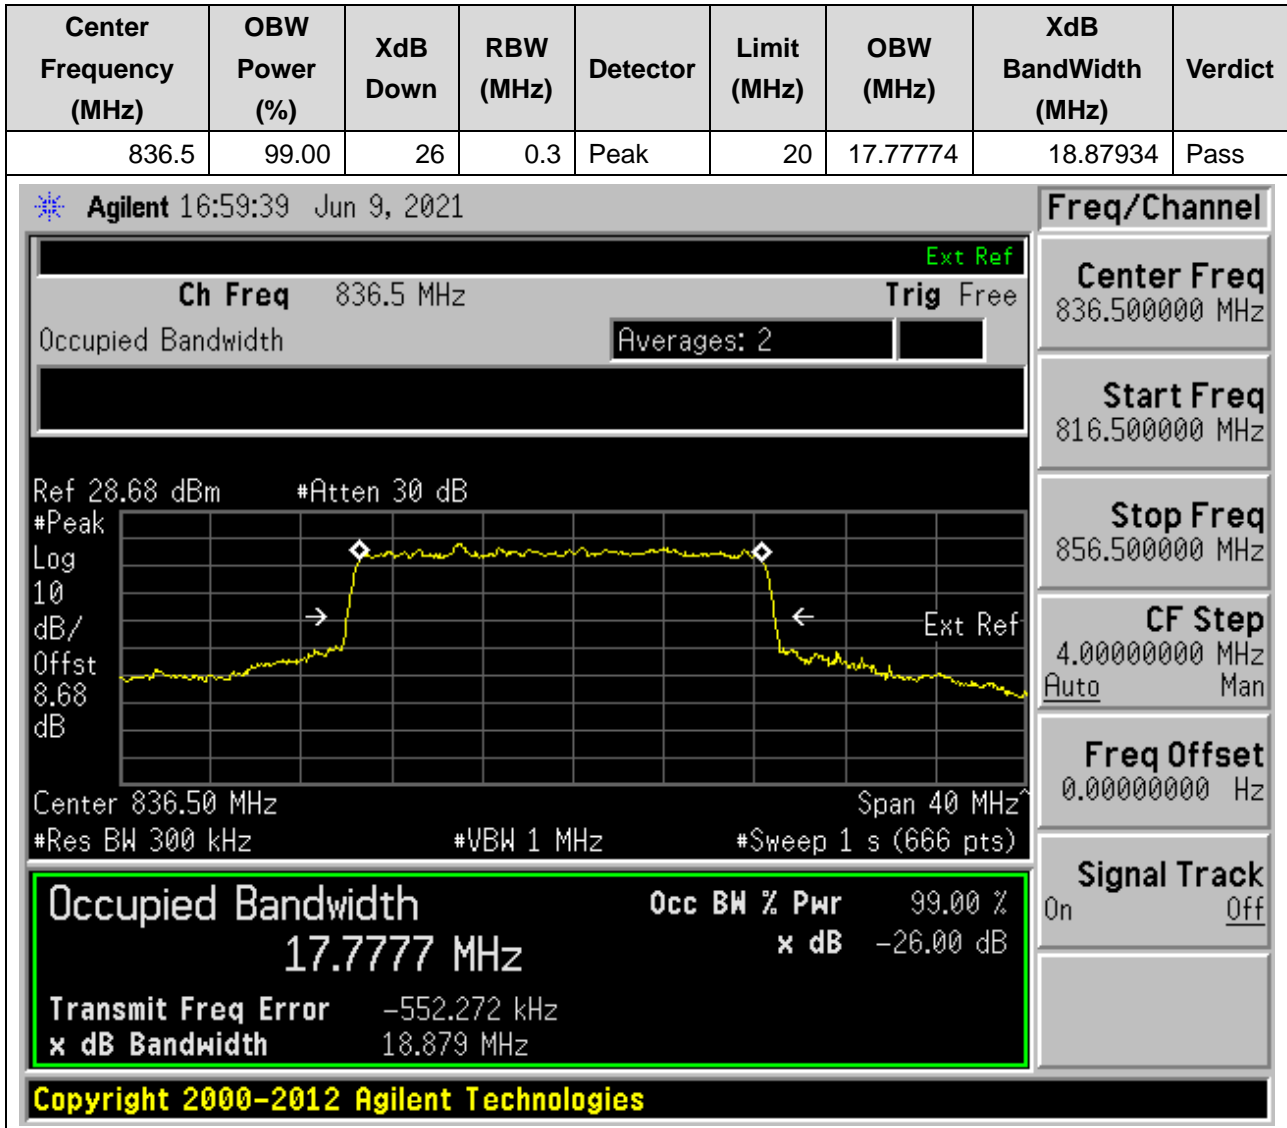 Center Frequency (MHz) OBW Power (%) XdB Down RBW (MHz) Detector Limit (MHz) OBW (MHz) XdB BandWidth (MHz) Verdict
836.5 99.00 26 0.3 Peak 20 17.77774 18.87934 Pass
Agilent 16:59:39 Jun 9, 2021
Freq/Channel
Ext Ref
Ch Freq 836.5 MHz Trig Free
Occupied Bandwidth Averages: 2
Ref 28.68 dBm #Atten 30 dB
#Peak
Log
10
dB/
Offst
8.68
dB
Ext Ref
Center 836.50 MHz Span 40 MHz^
#Res BW 300 kHz #VBW 1 MHz #Sweep 1 s (666 pts)
Occupied Bandwidth Occ BW % Pwr 99.00 %
17.7777 MHz x dB -26.00 dB
Transmit Freq Error -552.272 kHz
x dB Bandwidth 18.879 MHz
Center Freq
836.500000 MHz
Start Freq
816.500000 MHz
Stop Freq
856.500000 MHz
CF Step
4.00000000 MHz
Auto Man
Freq Offset
0.00000000 Hz
Signal Track
On Off
Copyright 2000-2012 Agilent Technologies